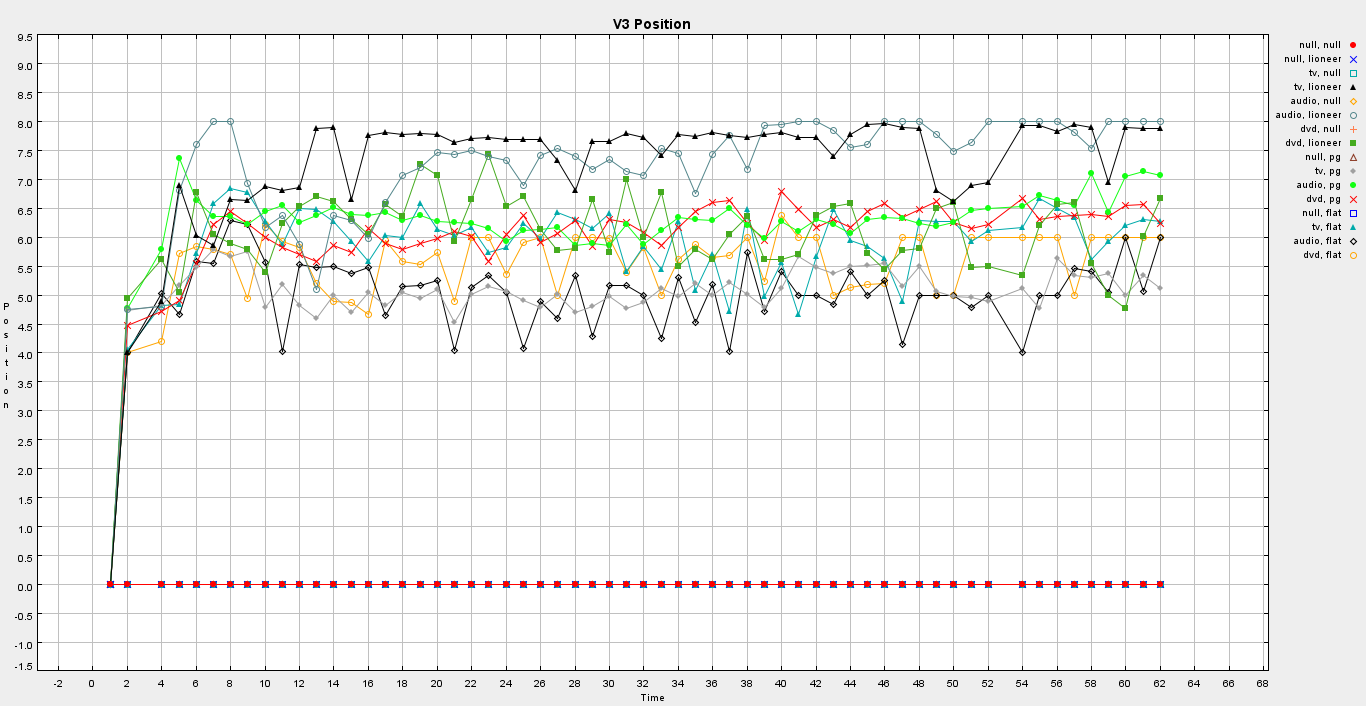 V3 Position
9.5
9.0
8.5
8.0
7.5
7.0
6.5
6.0
5.5
5.0
4.5
4.0
3.5
3.0
2.5
2.0
1.5
1.0
0.5
0.0
-0.5
-1.0
-1.5
Position
-2 0 2 4 6 8 10 12 14 16 18 20 22 24 26 28 30 32 34 36 38 40 42 44 46 48 50 52 54 56 58 60 62 64 66 68
Time
null, null
null, lioneer
tv, null
tv, lioneer
audio, null
audio, lioneer
dvd, null
dvd, lioneer
null, pg
tv, pg
audio, pg
dvd, pg
null, flat
tv, flat
audio, flat
dvd, flat